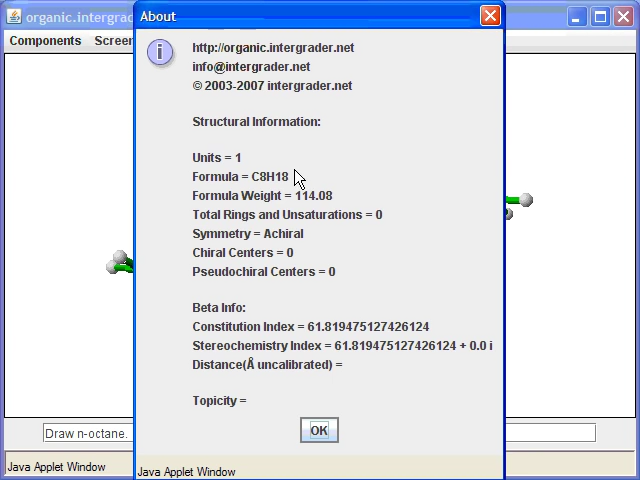 About
organic.intergrader.net
Components Screen
http://organic.intergrader.net
info@intergrader.net
© 2003-2007 intergrader.net
Structural Information:
Units = 1
Formula = C8H18
Formula Weight = 114.08
Total Rings and Unsaturations = 0
Symmetry = Achiral
Chiral Centers = 0
Pseudochiral Centers = 0
Beta Info:
Constitution Index = 61.819475127426124
Stereochemistry Index = 61.819475127426124 + 0.0 i
Distance(Å uncalibrated) =
Topicity =
OK
Draw n-octane.
Java Applet Window
Java Applet Window